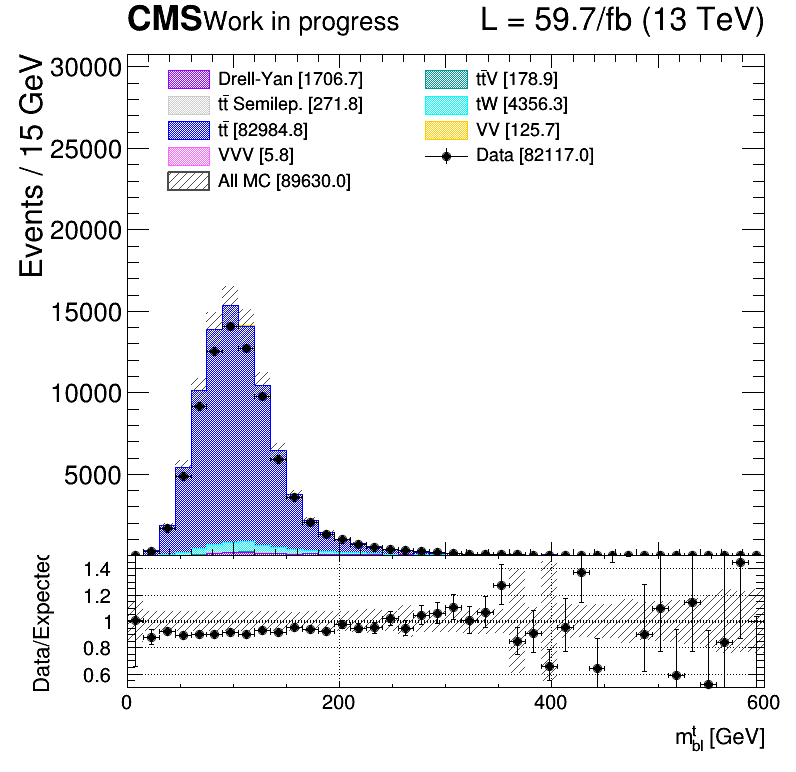 CMS Work in progress L = 59.7/fb (13 TeV)
Events / 15 GeV
30000
25000
20000
15000
10000
5000
Drell-Yan [1706.7]
tt̄ Semilep. [271.8]
tt̄ [82984.8]
VVV [5.8]
All MC [89630.0]
tt̄V [178.9]
tW [4356.3]
VV [125.7]
Data [82117.0]
Data/Expected
1.4
1.2
1
0.8
0.6
0 200 400 600
m^t_bl [GeV]